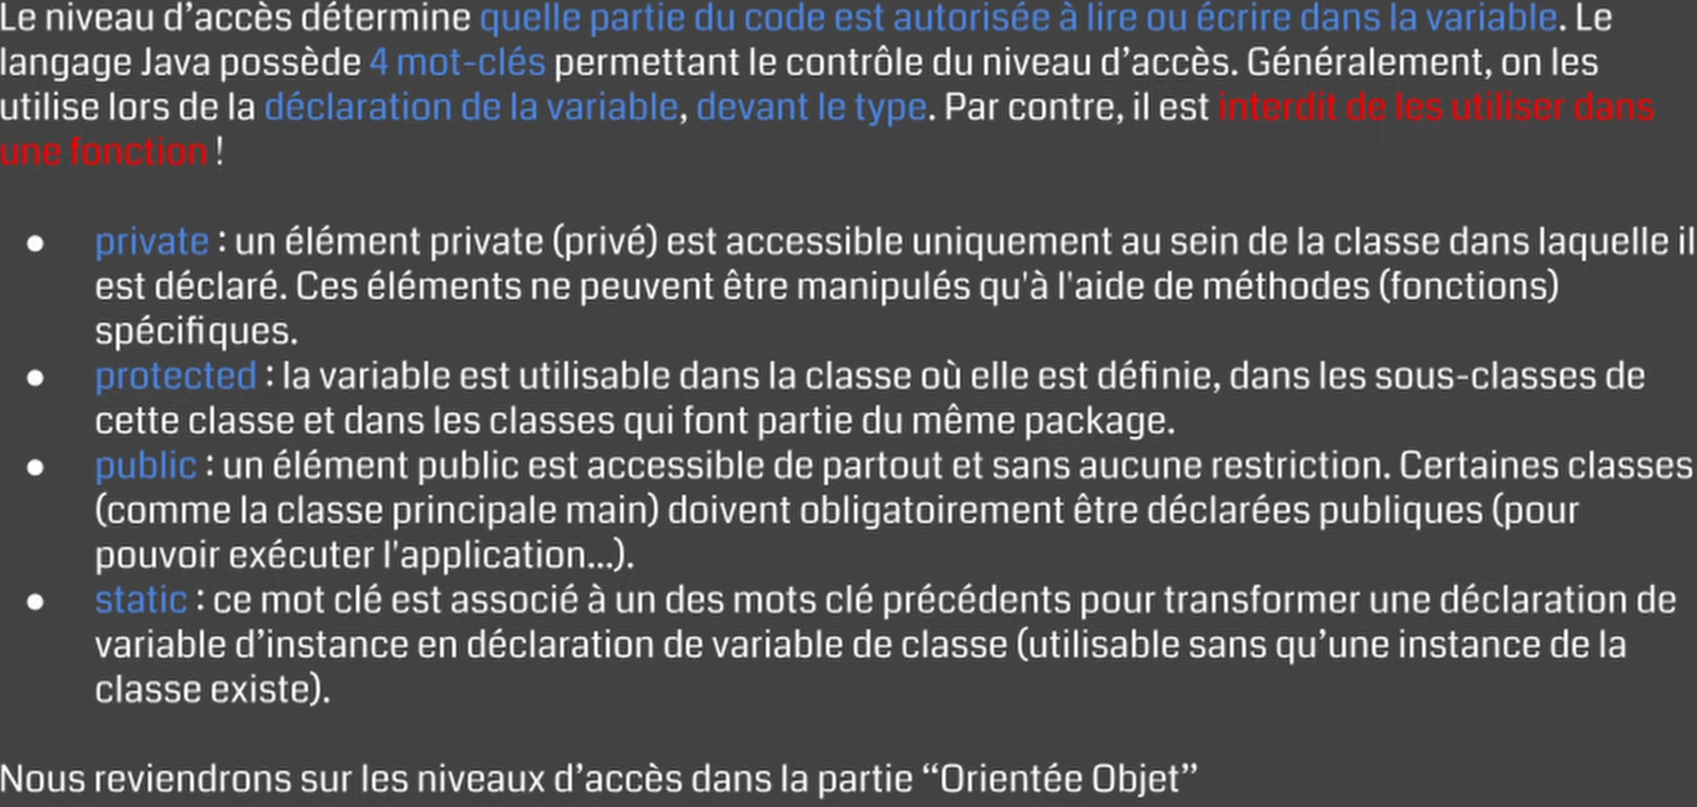 Le niveau d’accès détermine quelle partie du code est autorisée à lire ou écrire dans la variable. Le
langage Java possède 4 mot-clés permettant le contrôle du niveau d’accès. Généralement, on les
utilise lors de la déclaration de la variable, devant le type. Par contre, il est interdit de les utiliser dans
une fonction !
● private : un élément private (privé) est accessible uniquement au sein de la classe dans laquelle il
est déclaré. Ces éléments ne peuvent être manipulés qu'à l'aide de méthodes (fonctions)
spécifiques.
● protected : la variable est utilisable dans la classe où elle est définie, dans les sous-classes de
cette classe et dans les classes qui font partie du même package.
● public : un élément public est accessible de partout et sans aucune restriction. Certaines classes
(comme la classe principale main) doivent obligatoirement être déclarées publiques (pour
pouvoir exécuter l'application...).
● static : ce mot clé est associé à un des mots clé précédents pour transformer une déclaration de
variable d’instance en déclaration de variable de classe (utilisable sans qu’une instance de la
classe existe).
Nous reviendrons sur les niveaux d’accès dans la partie “Orientée Objet”